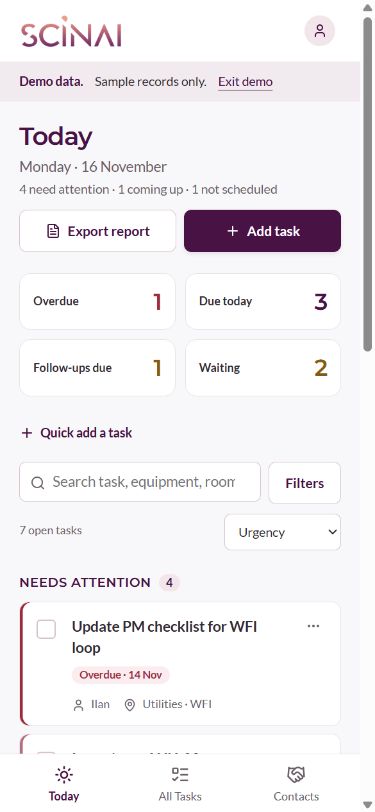 SCINAI
Demo data. Sample records only. Exit demo
Today
Monday · 16 November
4 need attention · 1 coming up · 1 not scheduled
Export report
+ Add task
Overdue 1
Due today 3
Follow-ups due 1
Waiting 2
+ Quick add a task
Search task, equipment, room
Filters
7 open tasks
Urgency
NEEDS ATTENTION 4
Update PM checklist for WFI
loop
Overdue · 14 Nov
Ilan Utilities · WFI
Today
All Tasks
Contacts